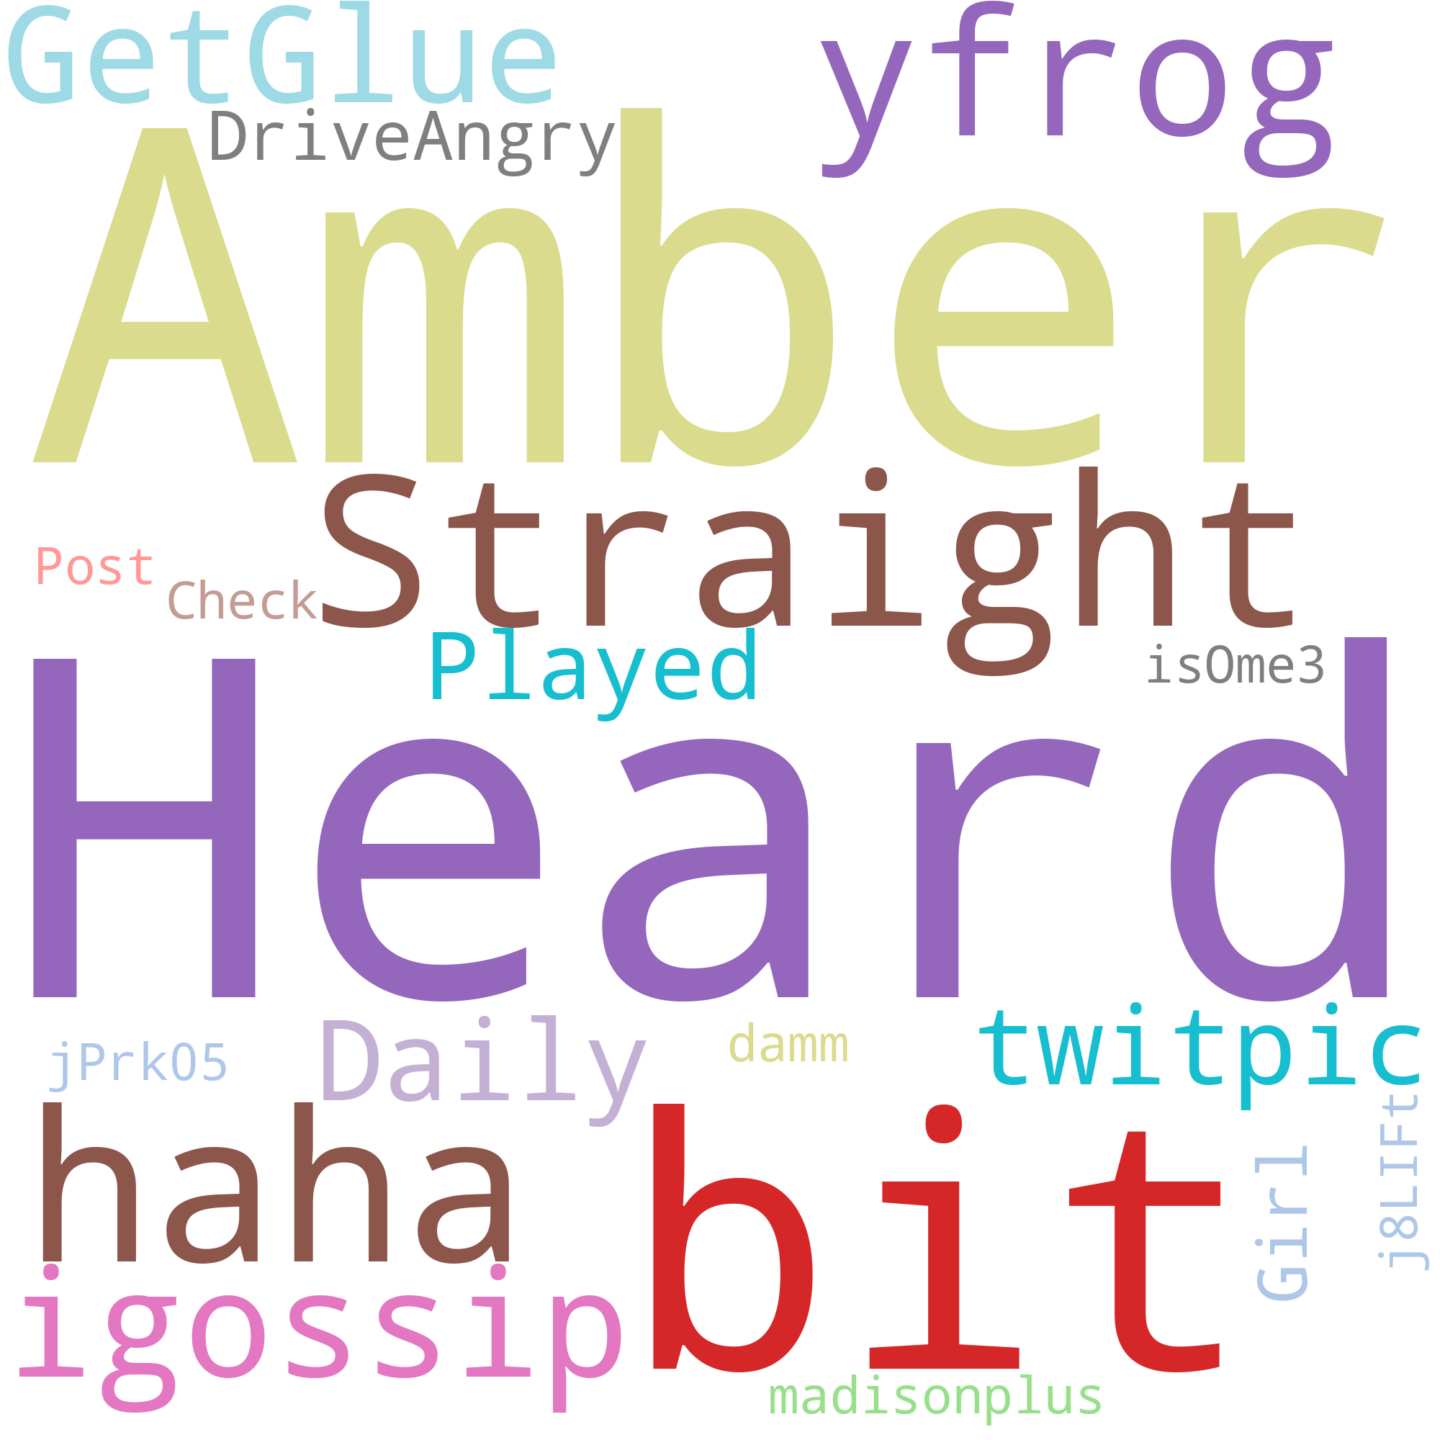 GetGlue
yfrog
DriveAngry
Amber
Straight
Post
Check
Played
isOme3
Heard
jPrk05
Daily
damm
twitpic
haha
bit
Girl
j8LIFt
igossip
madisonplus